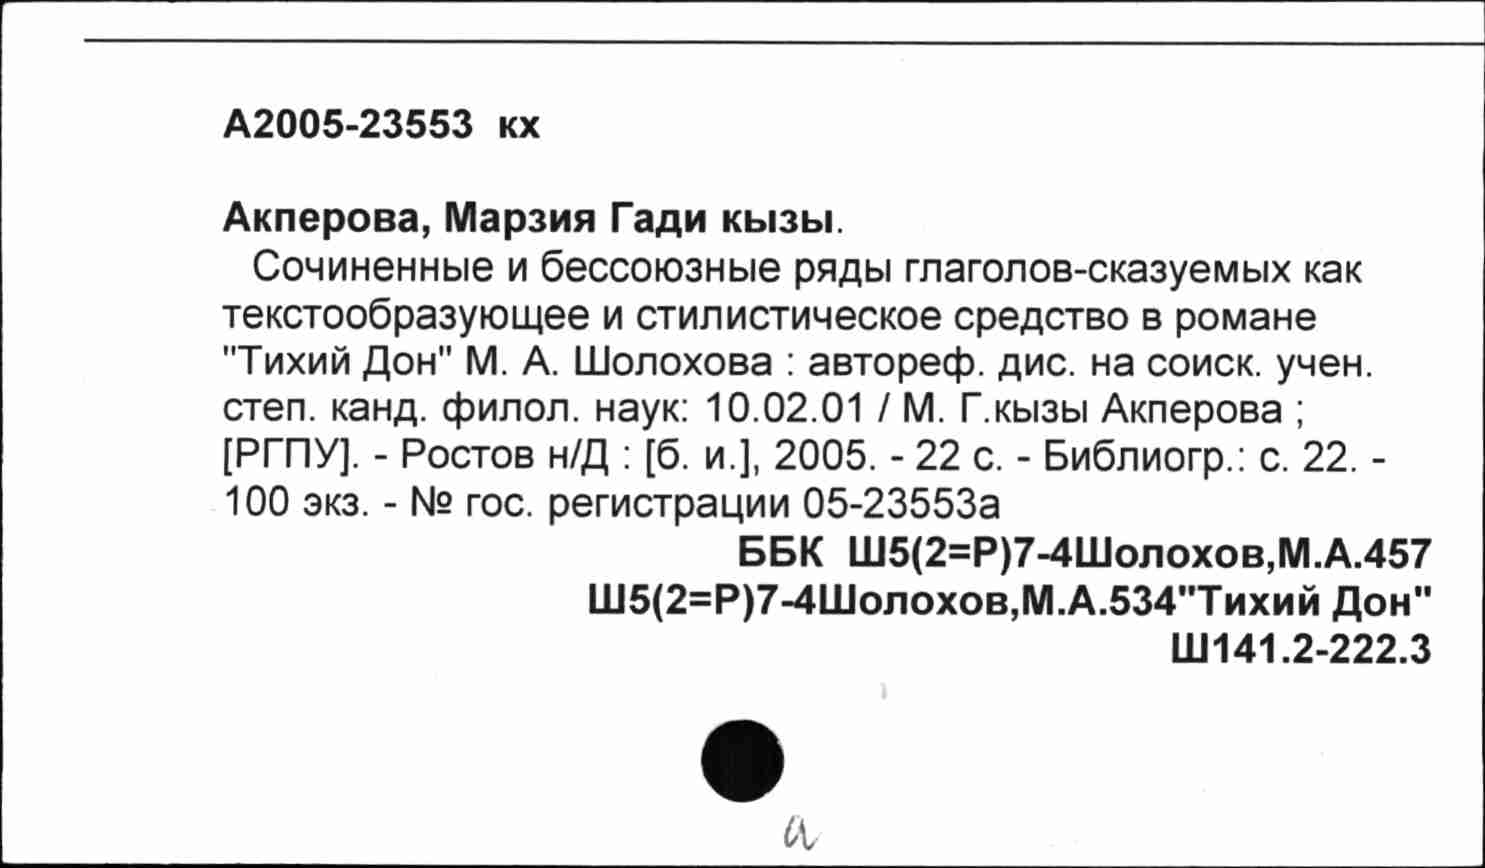 А2005-23553 кх
Акперова, Марзия Гади кызы.
Сочиненные и бессоюзные ряды глаголов-сказуемых как
текстообразующее и стилистическое средство в романе
"Тихий Дон" М. А. Шолохова : автореф. дис. на соиск. учен.
степ. канд. филол. наук: 10.02.01 / М. Г.кызы Акперова ;
[РГПУ]. - Ростов н/Д : [б. и.], 2005. - 22 с. - Библиогр.: с. 22. -
100 экз. - № гос. регистрации 05-23553а
ББК Ш5(2=Р)7-4Шолохов,М.А.457
Ш5(2=Р)7-4Шолохов,М.А.534"Тихий Дон"
Ш141.2-222.3
а